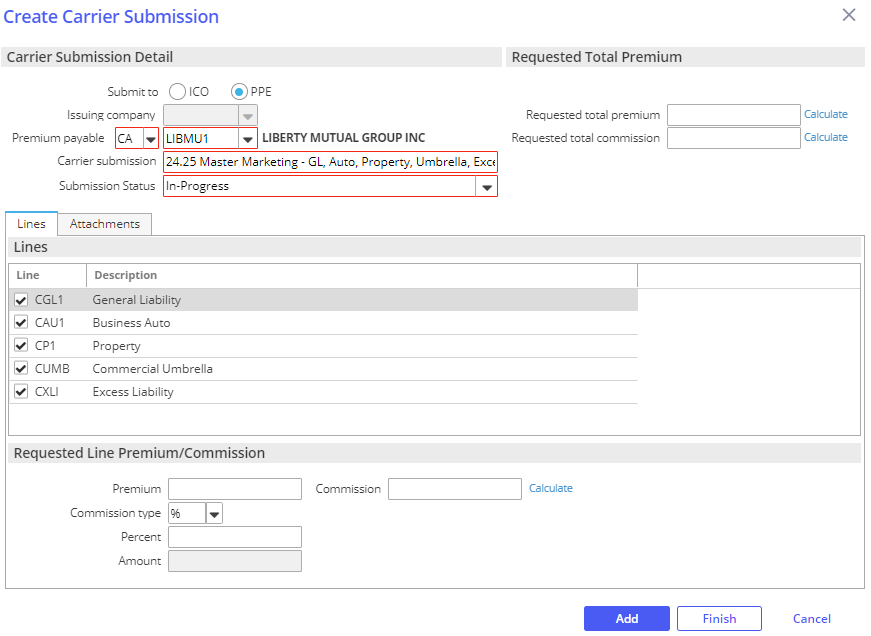 Create Carrier Submission
Carrier Submission Detail
Requested Total Premium
Submit to ICO PPE
Issuing company
Requested total premium Calculate
Premium payable CA LIBMU1 LIBERTY MUTUAL GROUP INC
Requested total commission Calculate
Carrier submission 24.25 Master Marketing - GL, Auto, Property, Umbrella, Exce
Submission Status In-Progress
Lines Attachments
Lines
Line Description
CGL1 General Liability
CAU1 Business Auto
CP1 Property
CUMB Commercial Umbrella
CXLI Excess Liability
Requested Line Premium/Commission
Premium Commission Calculate
Commission type %
Percent
Amount
Add Finish Cancel